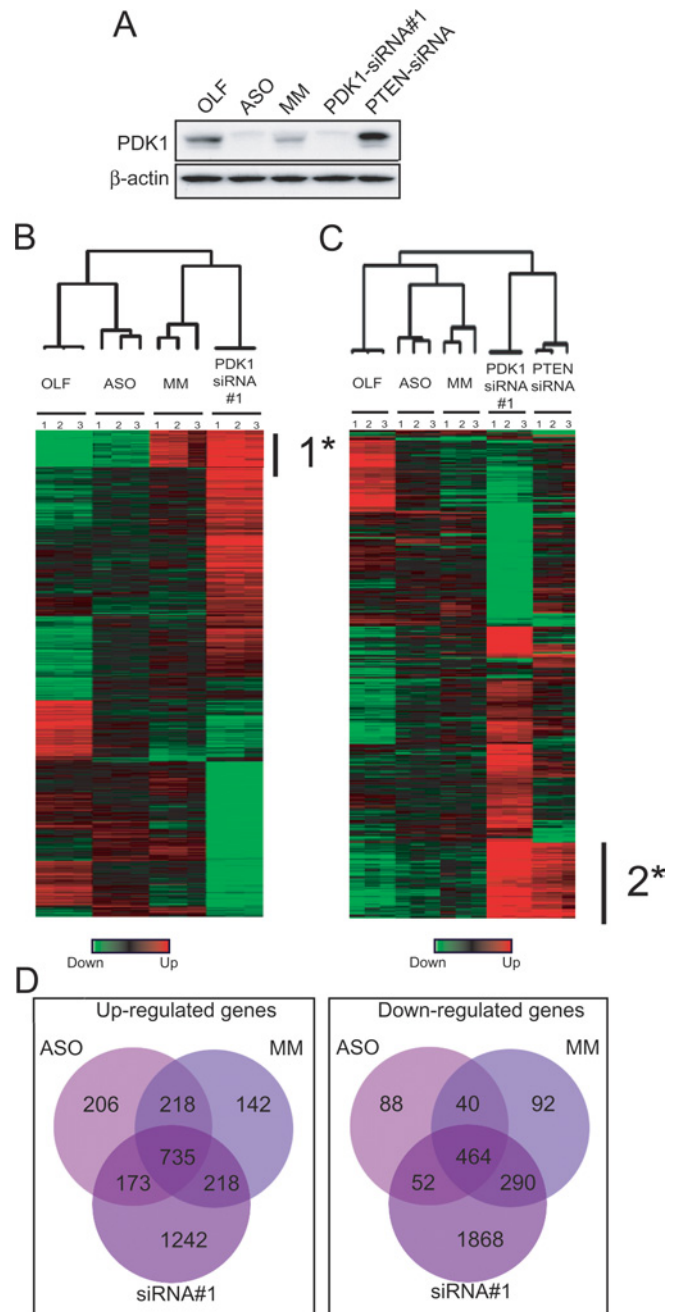 A
OLF ASO MM PDK1-siRNA#1 PTEN-siRNA
PDK1
β-actin
B
OLF ASO MM PDK1 siRNA #1
1 2 3 1 2 3 1 2 3 1 2 3
1*
Down Up
C
OLF ASO MM PDK1 siRNA #1 PTEN siRNA
1 2 3 1 2 3 1 2 3 1 2 3 1 2 3
2*
Down Up
D
Up-regulated genes
ASO MM
206 218 142
735
173 218
1242
siRNA#1
Down-regulated genes
ASO MM
88 40 92
464
52 290
1868
siRNA#1